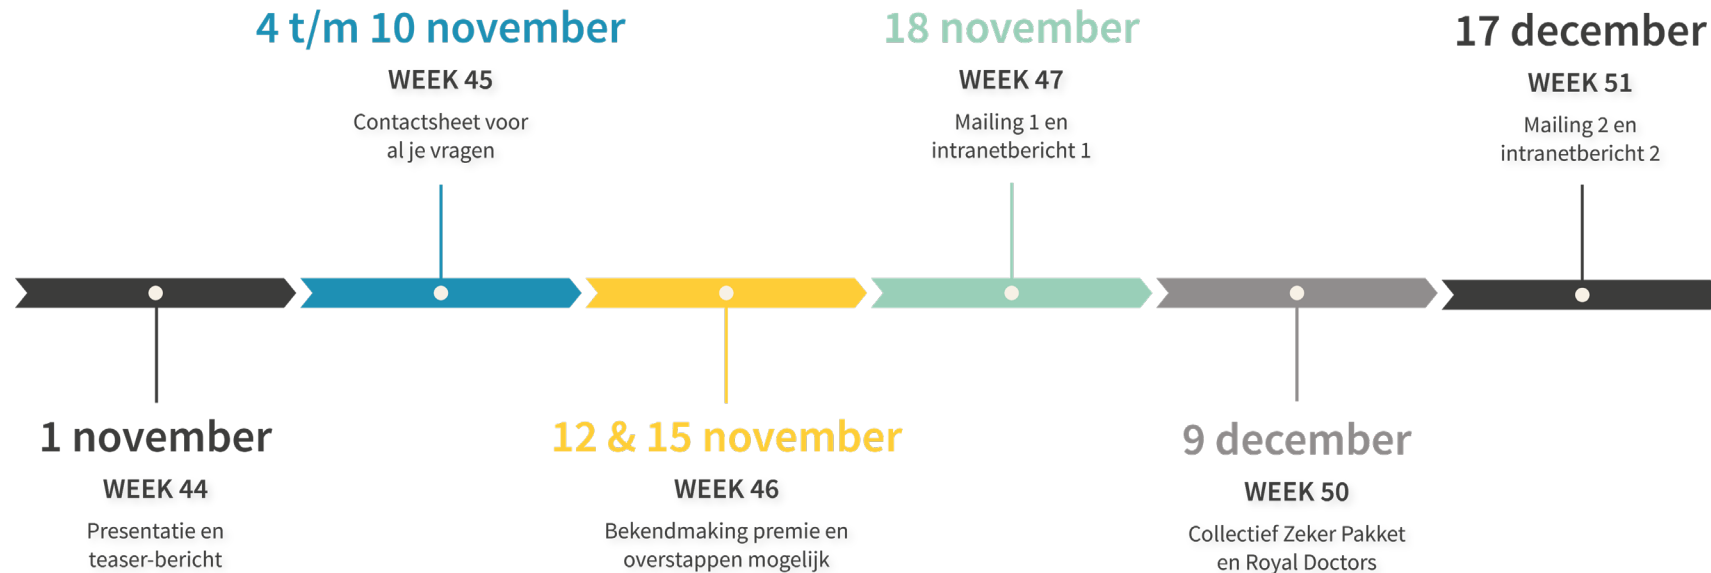 4 t/m 10 november
WEEK 45
Contactsheet voor
al je vragen
18 november
WEEK 47
Mailing 1 en
intranetbericht 1
17 december
WEEK 51
Mailing 2 en
intranetbericht 2
1 november
WEEK 44
Presentatie en
teaser-bericht
12 & 15 november
WEEK 46
Bekendmaking premie en
overstappen mogelijk
9 december
WEEK 50
Collectief Zeker Pakket
en Royal Doctors